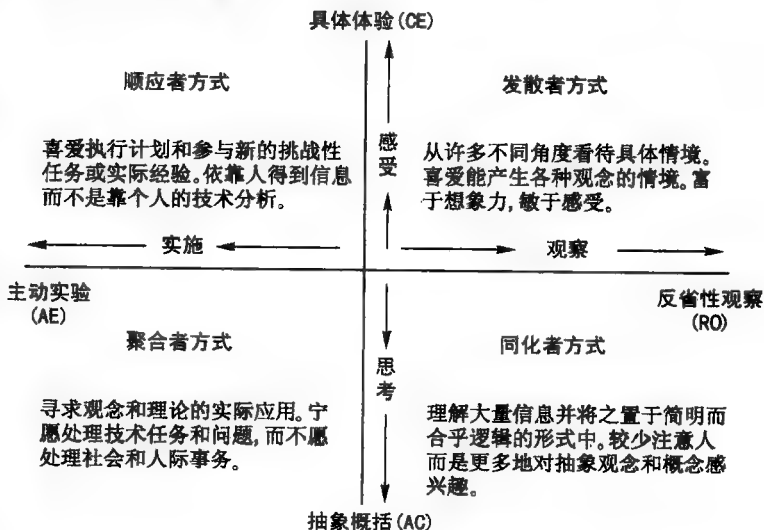 具体体验(CE)
顺应者方式
发散者方式
喜爱执行计划和参与新的挑战性
任务或实际经验。依靠人得到信息
而不是靠个人的技术分析。
感受
从许多不同角度看待具体情境。
喜爱能产生各种观念的情境。富
于想象力,敏于感受。
实施
观察
主动实验
(AE)
反省性观察
(RO)
聚合者方式
同化者方式
思考
寻求观念和理论的实际应用。宁
愿处理技术任务和问题,而不愿
处理社会和人际事务。
理解大量信息并将之置于简明而
合乎逻辑的形式中。较少注意人
而是更多地对抽象观念和概念感
兴趣。
抽象概括(AC)